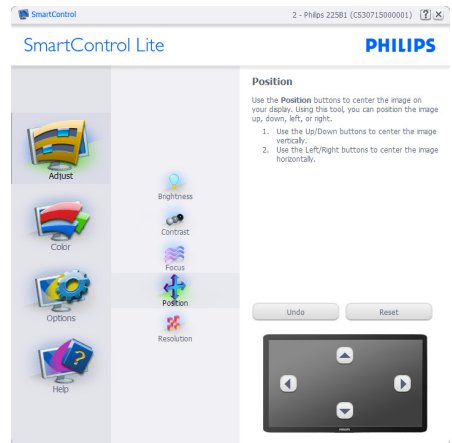 SmartControl
2 - Philips 225B1 (CS30715000001)
SmartControl Lite
PHILIPS
Adjust
Color
Options
Help
Brightness
Contrast
Focus
Position
Resolution
Position
Use the Position buttons to center the image on
your display. Using this tool, you can position the image
up, down, left, or right.
1. Use the Up/Down buttons to center the image
vertically.
2. Use the Left/Right buttons to center the image
horizontally.
Undo
Reset
PHILIPS